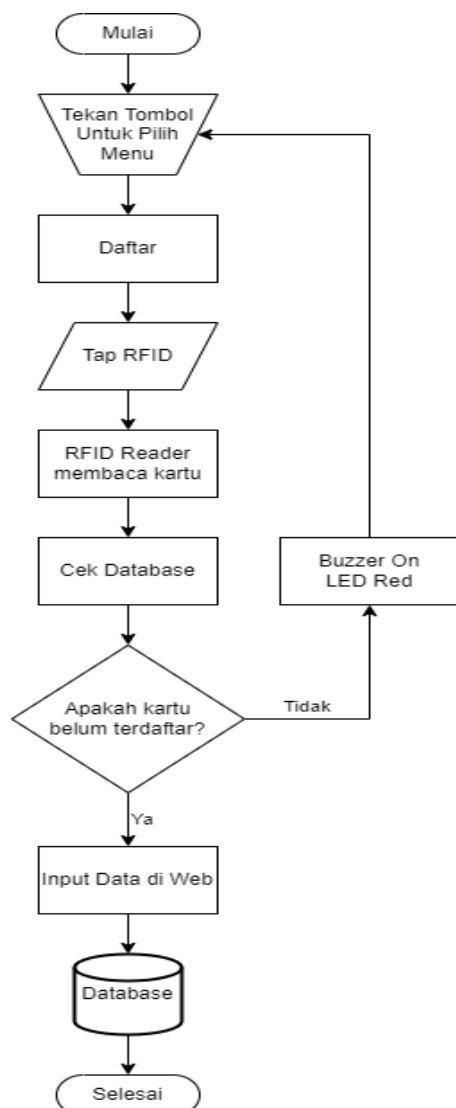 Mulai
Tekan Tombol
Untuk Pilih
Menu
Daftar
Tap RFID
RFID Reader
membaca kartu
Cek Database
Buzzer On
LED Red
Apakah kartu
belum terdaftar?
Tidak
Ya
Input Data di Web
Database
Selesai